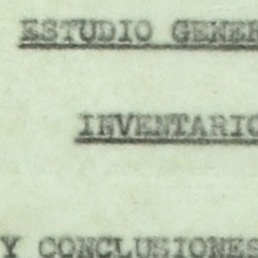 ESTUDIO GENER
INVENTARIO
Y CONCLUSIONES